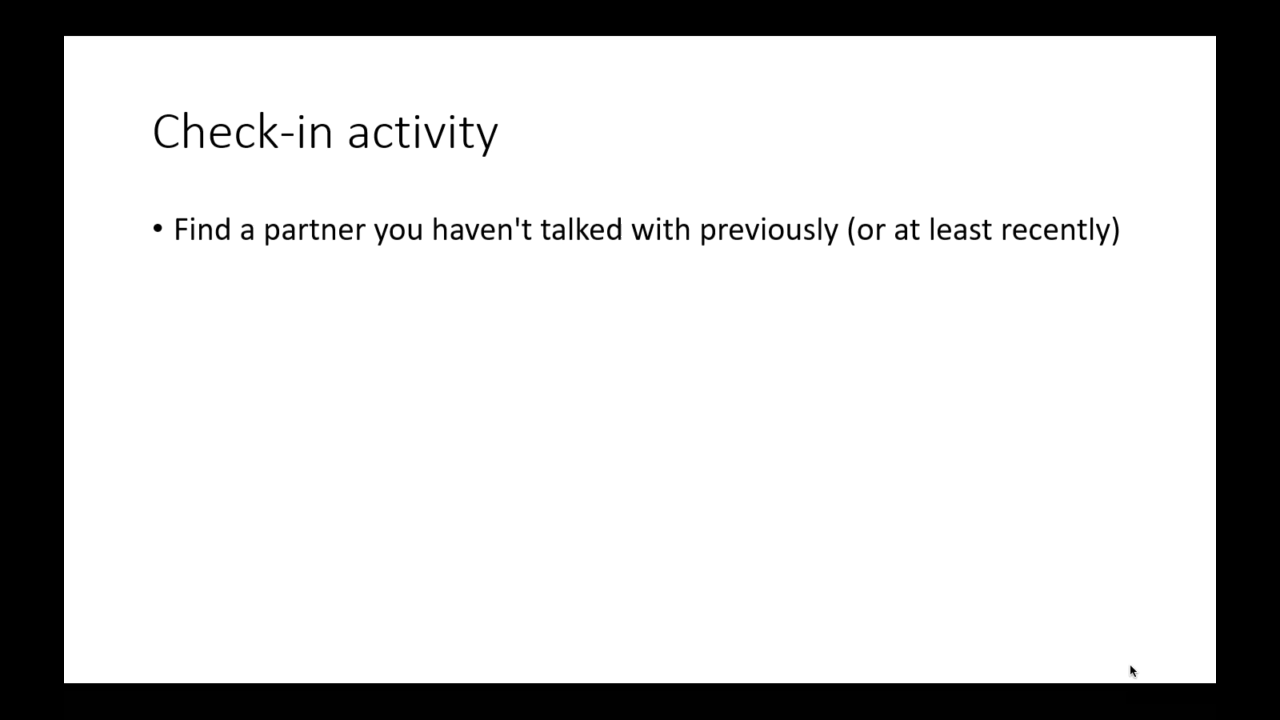 Check-in activity
• Find a partner you haven't talked with previously (or at least recently)